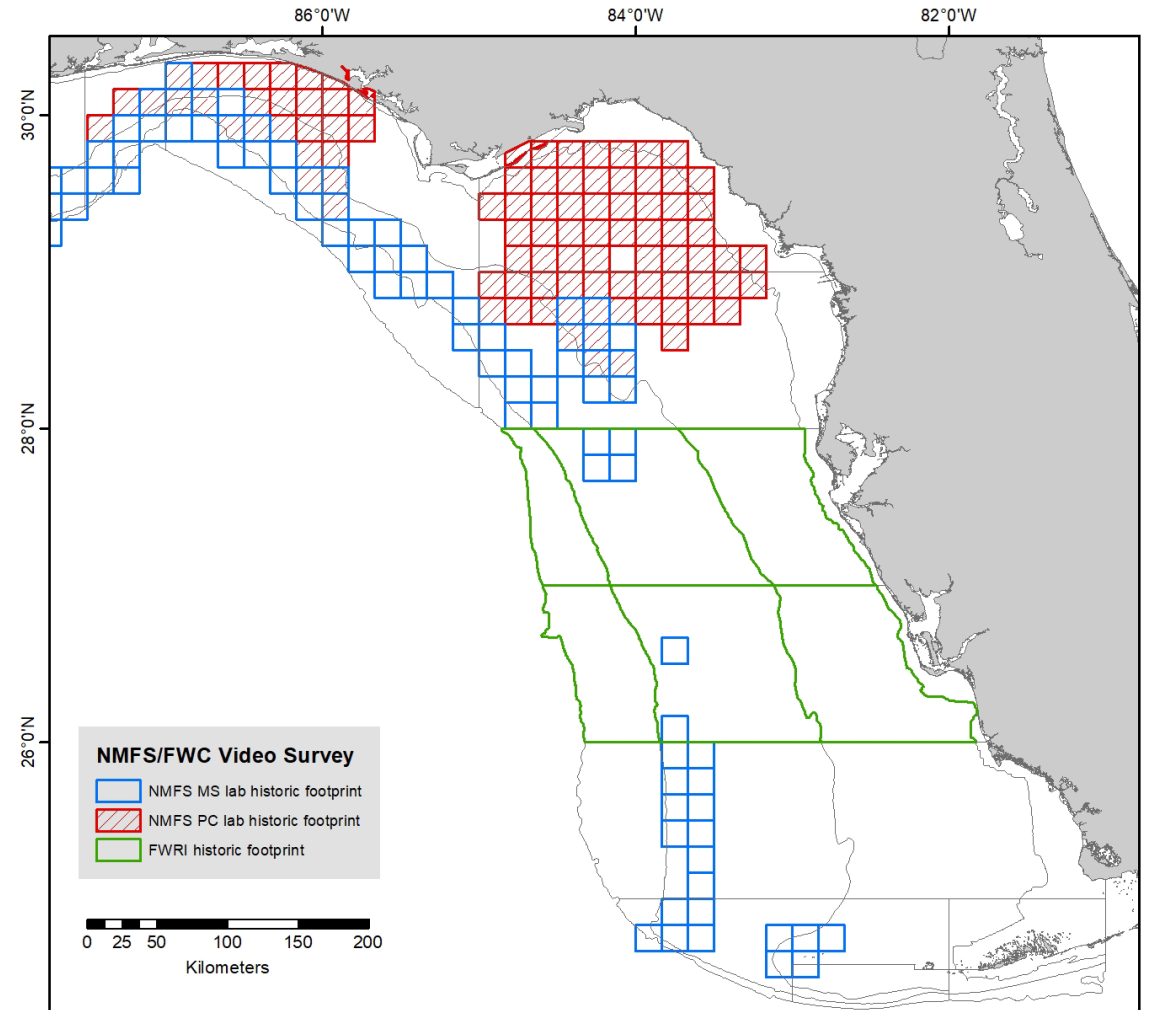 86°0'W 84°0'W 82°0'W
30°0'N
28°0'N
26°0'N
NMFS/FWC Video Survey
NMFS MS lab historic footprint
NMFS PC lab historic footprint
FWRI historic footprint
0 25 50 100 150 200
Kilometers